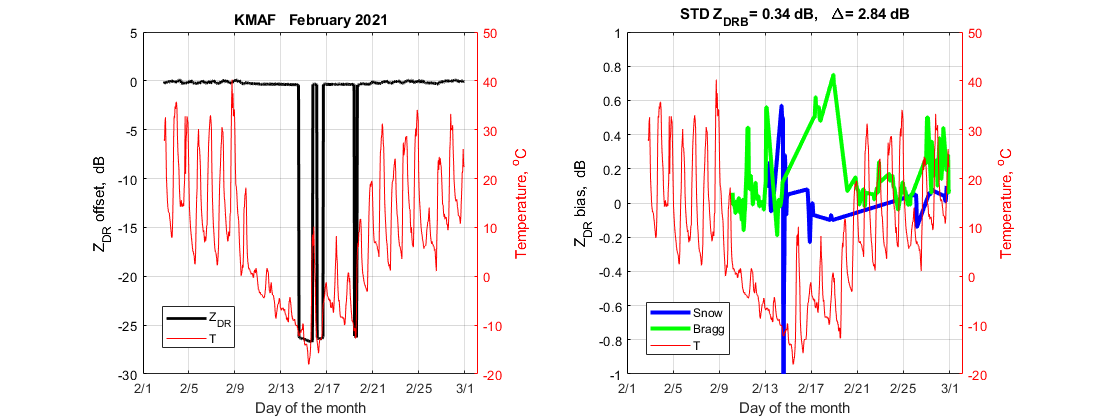 KMAF February 2021
5
0
-5
-10
-15
-20
-25
-30
Z_DR offset, dB
50
40
30
20
10
0
-10
-20
Temperature, °C
Z_DR
T
2/1 2/5 2/9 2/13 2/17 2/21 2/25 3/1
Day of the month
STD Z_DRB = 0.34 dB, Δ = 2.84 dB
1
0.8
0.6
0.4
0.2
0
-0.2
-0.4
-0.6
-0.8
-1
Z_DR bias, dB
50
40
30
20
10
0
-10
-20
Temperature, °C
Snow
Bragg
T
2/1 2/5 2/9 2/13 2/17 2/21 2/25 3/1
Day of the month